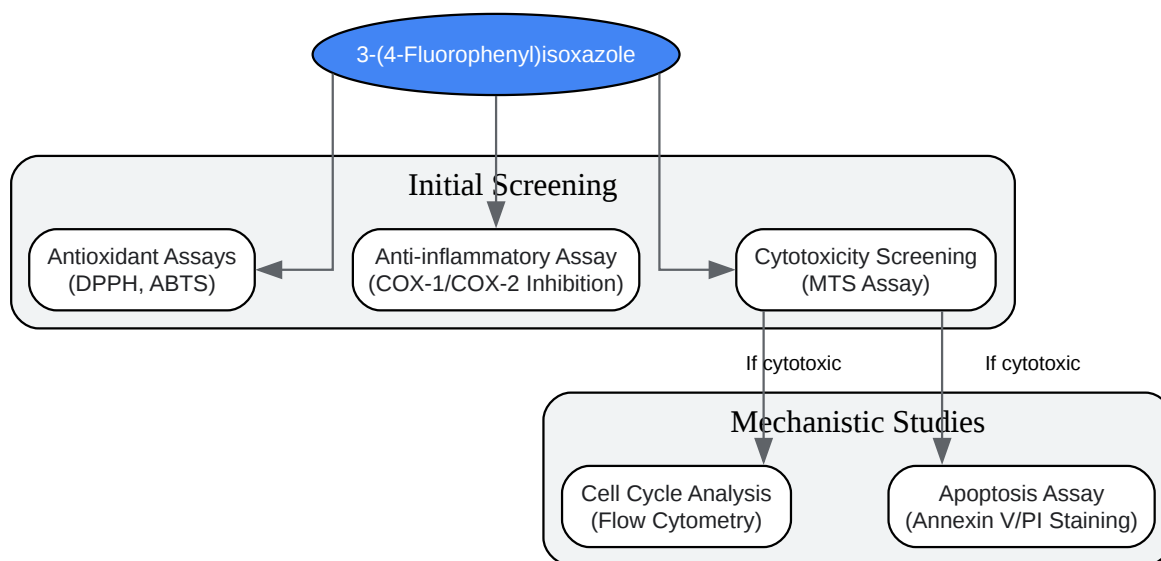 3-(4-Fluorophenyl)isoxazole
Initial Screening
Antioxidant Assays
(DPPH, ABTS)
Anti-inflammatory Assay
(COX-1/COX-2 Inhibition)
Cytotoxicity Screening
(MTS Assay)
If cytotoxic
If cytotoxic
Mechanistic Studies
Cell Cycle Analysis
(Flow Cytometry)
Apoptosis Assay
(Annexin V/PI Staining)